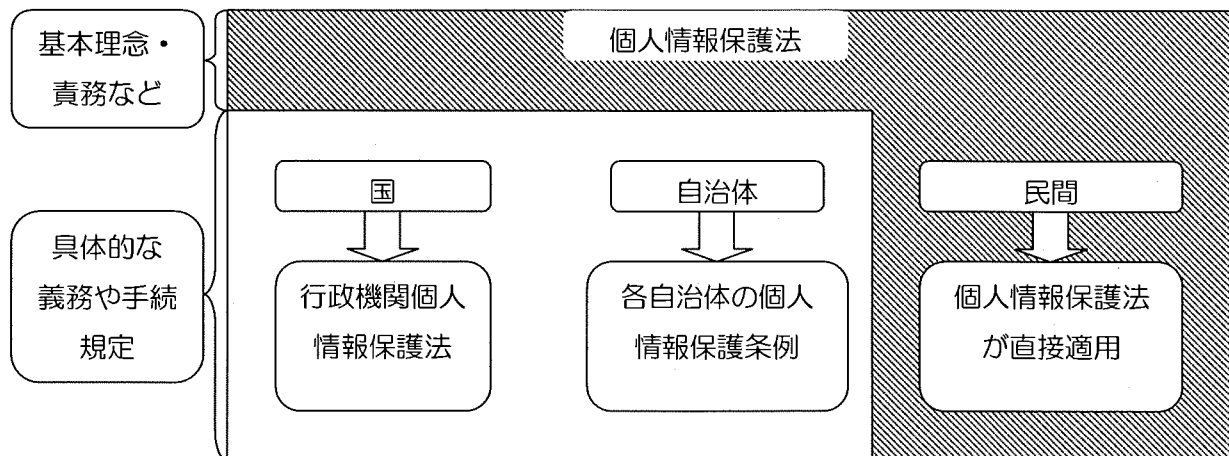 基本理念・
責務など
個人情報保護法
国
自治体
民間
具体的な
義務や手続
規定
行政機関個人
情報保護法
各自治体の個人
情報保護条例
個人情報保護法
が直接適用